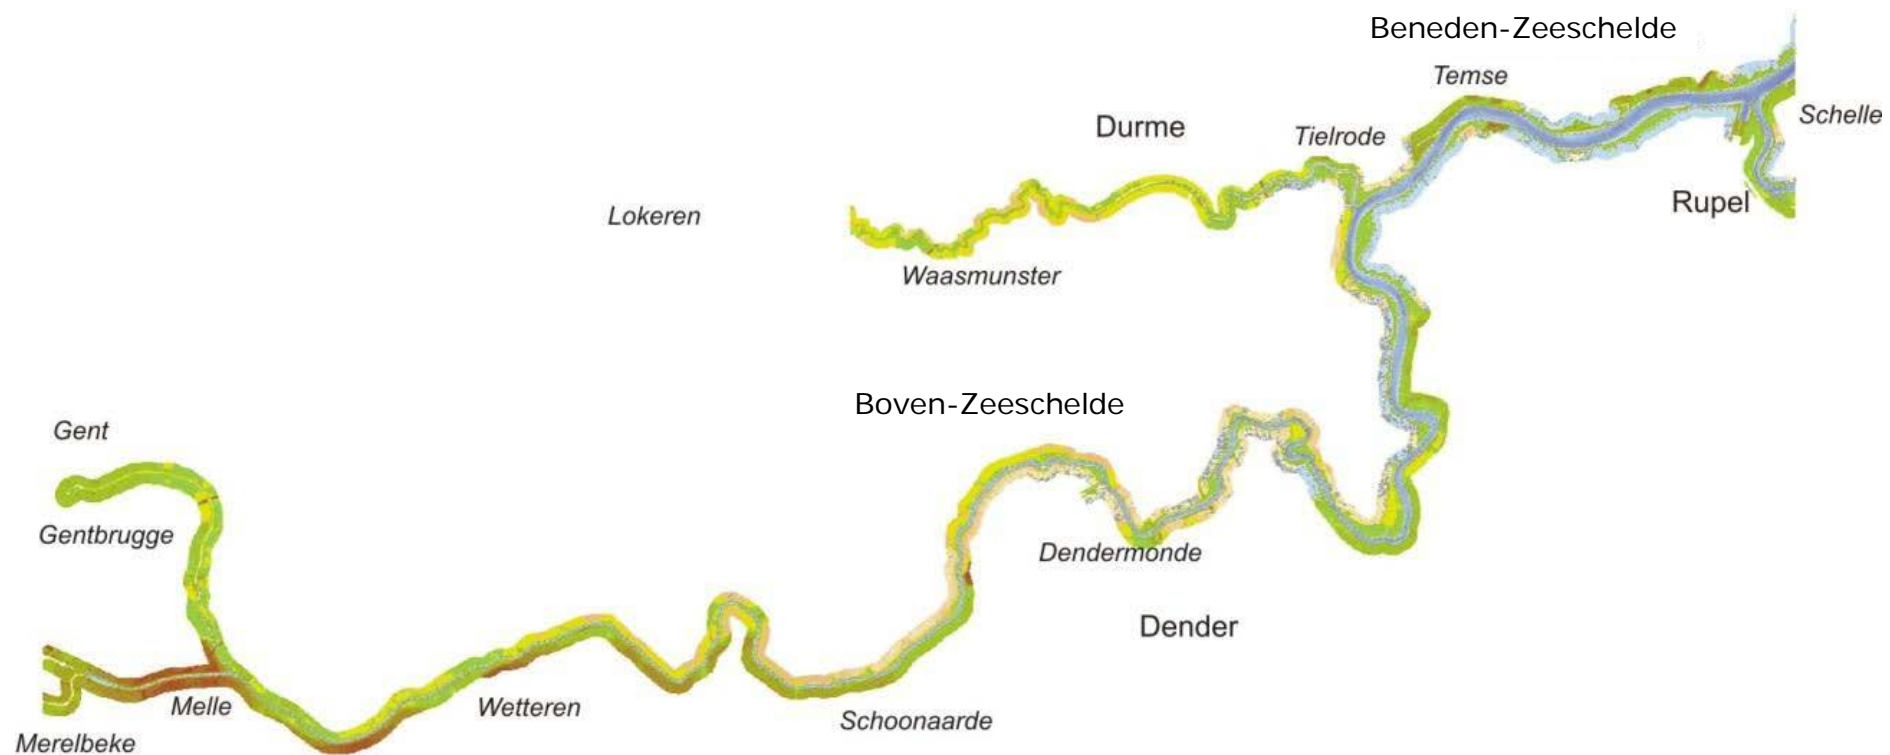 Beneden-Zeeschelde
Temse
Schelle
Durme
Tielrode
Rupel
Lokeren
Waasmunster
Boven-Zeeschelde
Gent
Gentbrugge
Dendermonde
Dender
Melle
Wetteren
Schoonaarde
Merelbeke